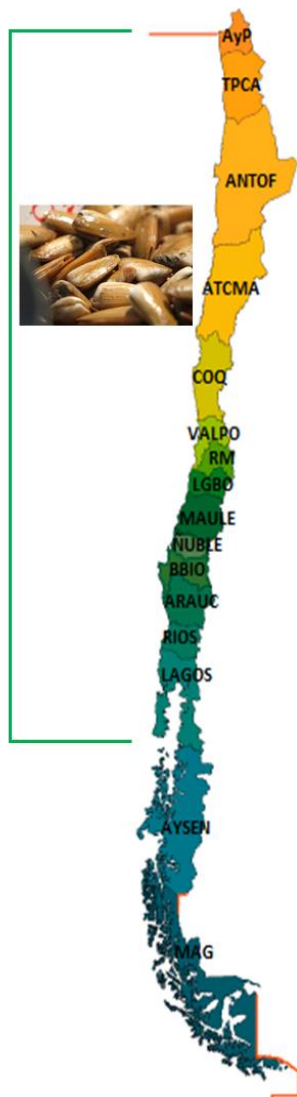 AyP
TPCA
ANTOF
ATCMA
COQ
VALPO
RM
LGBO
MAULE
NUBLE
BBIO
ARAUC
RIOS
LAGOS
AYSEN
MAG